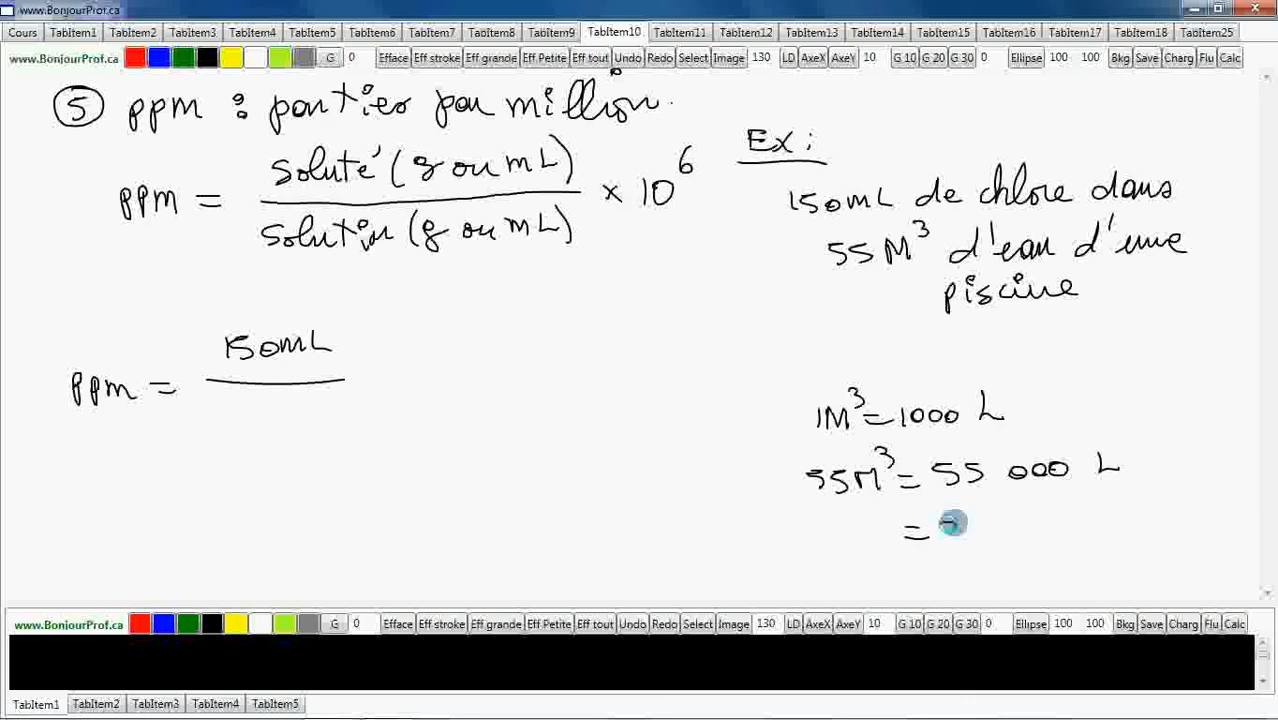 www.BonjourProf.ca
Cours TabItem1 TabItem2 TabItem3 TabItem4 TabItem5 TabItem6 TabItem7 TabItem8 TabItem9 TabItem10 TabItem11 TabItem12 TabItem13 TabItem14 TabItem15 TabItem16 TabItem17 TabItem18 TabItem25
www.BonjourProf.ca G 0 Efface Eff stroke Eff grande Eff Petite Eff tout Undo Redo Select Image 130 LD AxeX AxeY 10 G 10 G 20 G 30 0 Ellipse 100 100 Bkg Save Charg Flu Calc
⑤ ppm : parties par million.
ppm = soluté (g ou mL) / solution (g ou mL) × 10⁶
Ex :
150mL de chlore dans
55M³ d'eau d'une
piscine
150mL
ppm =
1M³ = 1000 L
55M³ = 55 000 L
=
www.BonjourProf.ca G 0 Efface Eff stroke Eff grande Eff Petite Eff tout Undo Redo Select Image 130 LD AxeX AxeY 10 G 10 G 20 G 30 0 Ellipse 100 100 Bkg Save Charg Flu Calc
TabItem1 TabItem2 TabItem3 TabItem4 TabItem5